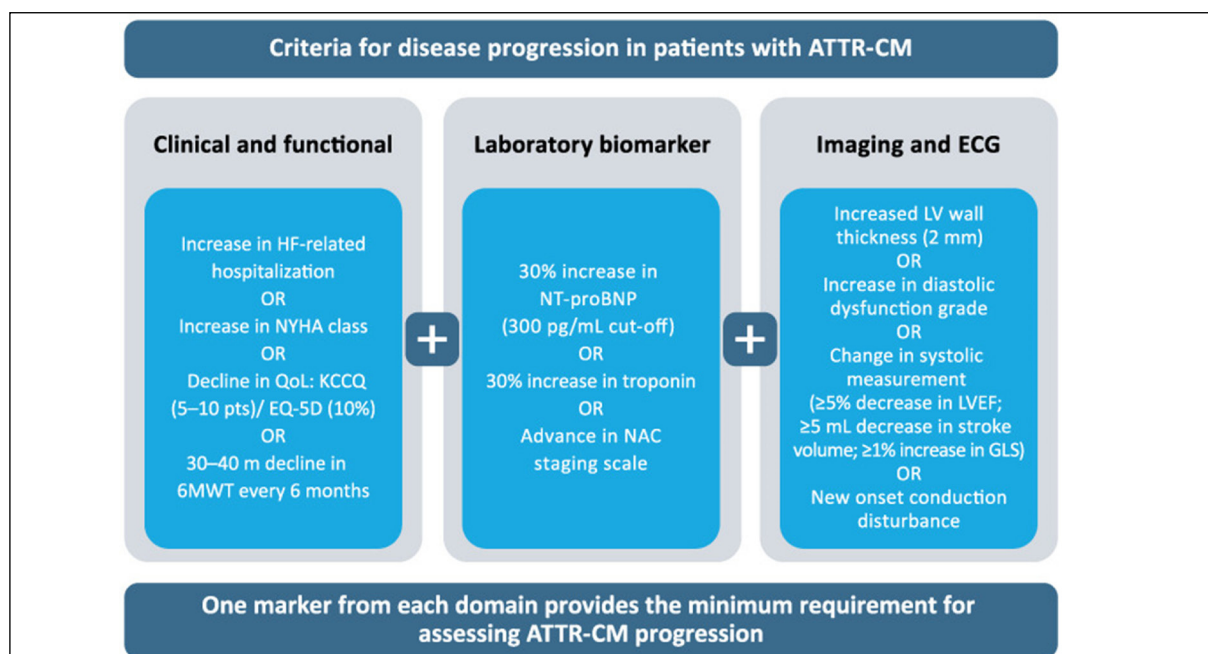 Criteria for disease progression in patients with ATTR-CM
Clinical and functional
Increase in HF-related
hospitalization
OR
Increase in NYHA class
OR
Decline in QoL: KCCQ
(5–10 pts)/ EQ-5D (10%)
OR
30–40 m decline in
6MWT every 6 months
+
Laboratory biomarker
30% increase in
NT-proBNP
(300 pg/mL cut-off)
OR
30% increase in troponin
OR
Advance in NAC
staging scale
+
Imaging and ECG
Increased LV wall
thickness (2 mm)
OR
Increase in diastolic
dysfunction grade
OR
Change in systolic
measurement
(≥5% decrease in LVEF;
≥5 mL decrease in stroke
volume; ≥1% increase in GLS)
OR
New onset conduction
disturbance
One marker from each domain provides the minimum requirement for
assessing ATTR-CM progression